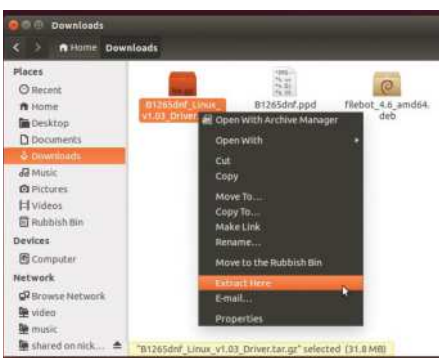 Downloads
Home Downloads
Places
Recent
Home
Desktop
Documents
Downloads
Music
Pictures
Videos
Rubbish Bin
Devices
Computer
Network
Browse Network
video
music
shared on nick...
B1265dnf_Linux_
v1.03_Driver.
B1265dnf.ppd
filebot_4.6_amd64.
deb
Open With Archive Manager
Open With
Cut
Copy
Move To...
Copy To...
Make Link
Rename...
Move to the Rubbish Bin
Extract Here
E-mail...
Properties
"B1265dnf_Linux_v1.03_Driver.tar.gz" selected (31.8 MB)